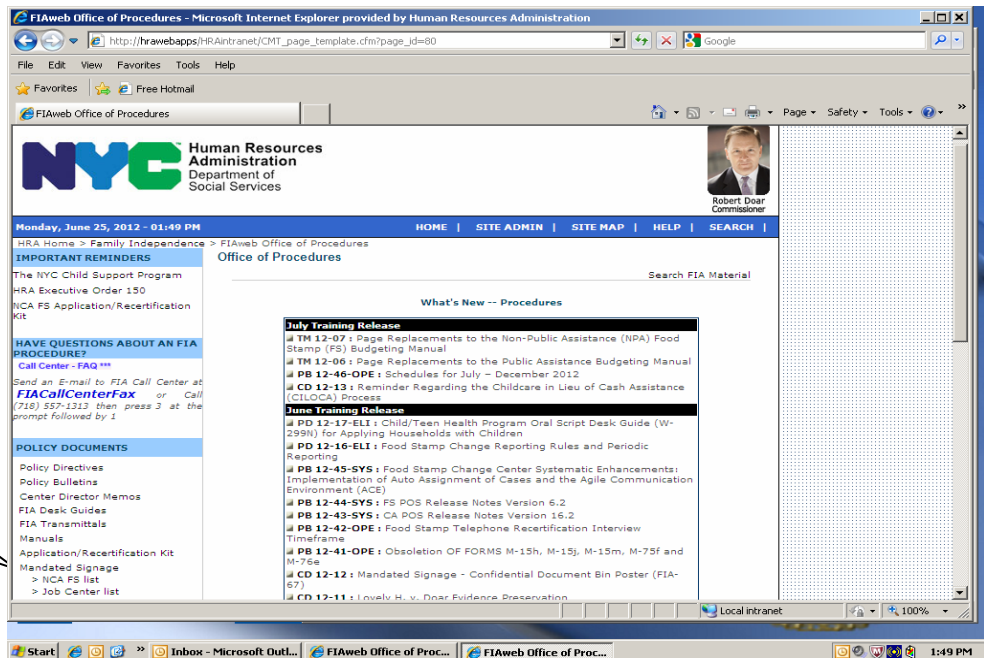 FIAweb Office of Procedures - Microsoft Internet Explorer provided by Human Resources Administration
http://hrawebapps/HRAintranet/CMT_page_template.cfm?page_id=80
Google
File Edit View Favorites Tools Help
Favorites Free Hotmail
FIAweb Office of Procedures
Page Safety Tools
NYC
Human Resources
Administration
Department of
Social Services
Robert Doar
Commissioner
Monday, June 25, 2012 - 01:49 PM
HOME | SITE ADMIN | SITE MAP | HELP | SEARCH |
HRA Home > Family Independence > FIAweb Office of Procedures
IMPORTANT REMINDERS
The NYC Child Support Program
HRA Executive Order 150
NCA FS Application/Recertification
Kit
HAVE QUESTIONS ABOUT AN FIA
PROCEDURE?
Call Center - FAQ ***
Send an E-mail to FIA Call Center at
FIACallCenterFax or Call
(718) 557-1313 then press 3 at the
prompt followed by 1
POLICY DOCUMENTS
Policy Directives
Policy Bulletins
Center Director Memos
FIA Desk Guides
FIA Transmittals
Manuals
Application/Recertification Kit
Mandated Signage
> NCA FS list
> Job Center list
Office of Procedures
Search FIA Material
What's New -- Procedures
July Training Release
TM 12-07 : Page Replacements to the Non-Public Assistance (NPA) Food
Stamp (FS) Budgeting Manual
TM 12-06 : Page Replacements to the Public Assistance Budgeting Manual
PB 12-46-OPE : Schedules for July – December 2012
CD 12-13 : Reminder Regarding the Childcare in Lieu of Cash Assistance
(CILOCA) Process
June Training Release
PD 12-17-ELI : Child/Teen Health Program Oral Script Desk Guide (W-
299N) for Applying Households with Children
PD 12-16-ELI : Food Stamp Change Reporting Rules and Periodic
Reporting
PB 12-45-SYS : Food Stamp Change Center Systematic Enhancements:
Implementation of Auto Assignment of Cases and the Agile Communication
Environment (ACE)
PB 12-44-SYS : FS POS Release Notes Version 6.2
PB 12-43-SYS : CA POS Release Notes Version 16.2
PB 12-42-OPE : Food Stamp Telephone Recertification Interview
Timeframe
PB 12-41-OPE : Obsoletion OF FORMS M-15h, M-15j, M-15m, M-75f and
M-76e
CD 12-12 : Mandated Signage - Confidential Document Bin Poster (FIA-
67)
CD 12-11 : Lovely H. v. Doar Evidence Preservation
Local intranet 100%
Start Inbox - Microsoft Outl... FIAweb Office of Proc... FIAweb Office of Proc... 1:49 PM